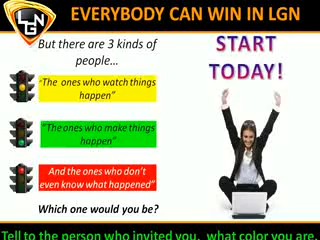 LGN
EVERYBODY CAN WIN IN LGN
But there are 3 kinds of
people...
START
TODAY!
"The ones who watch things
happen"
"The ones who make things
happen"
And the ones who don't
even know what happened"
Which one would you be?
Tell to the person who invited you, what color you are.